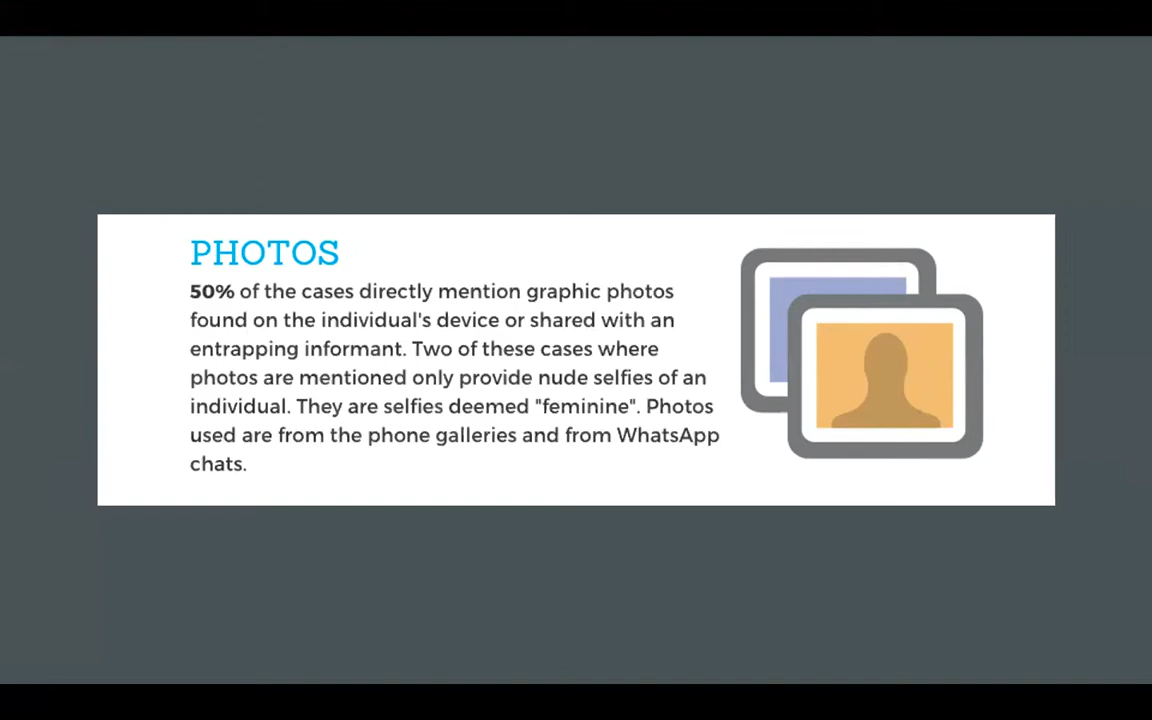 PHOTOS
50% of the cases directly mention graphic photos
found on the individual's device or shared with an
entrapping informant. Two of these cases where
photos are mentioned only provide nude selfies of an
individual. They are selfies deemed "feminine". Photos
used are from the phone galleries and from WhatsApp
chats.